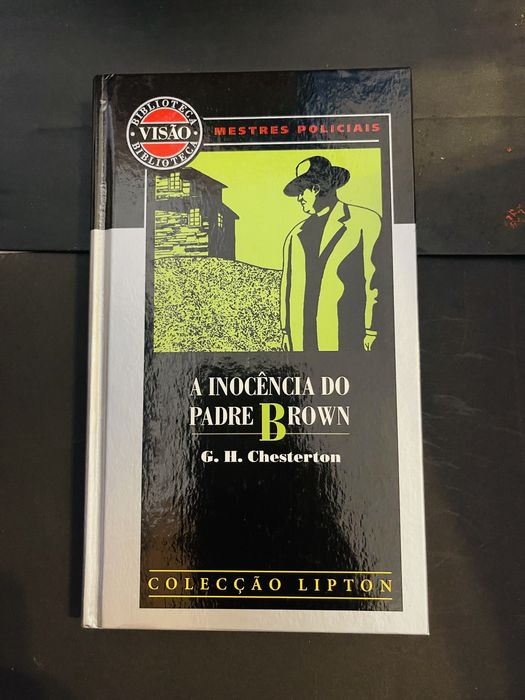 BIBLIOTECA
VISÃO
BIBLIOTECA
MESTRES POLICIAIS
A INOCÊNCIA DO
PADRE BROWN
G. H. Chesterton
COLECÇÃO LIPTON